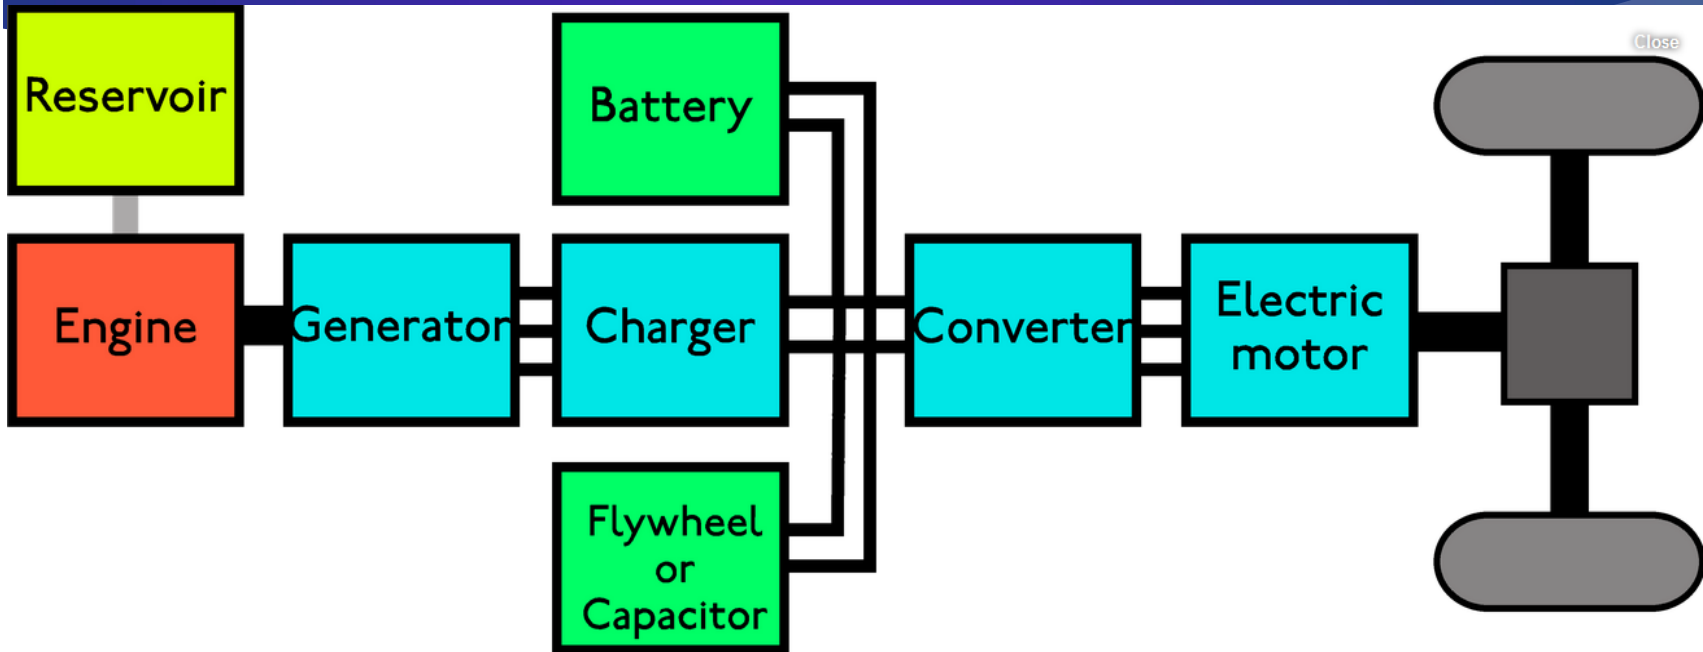 Close
Reservoir
Battery
Engine
Generator
Charger
Converter
Electric
motor
Flywheel
or
Capacitor